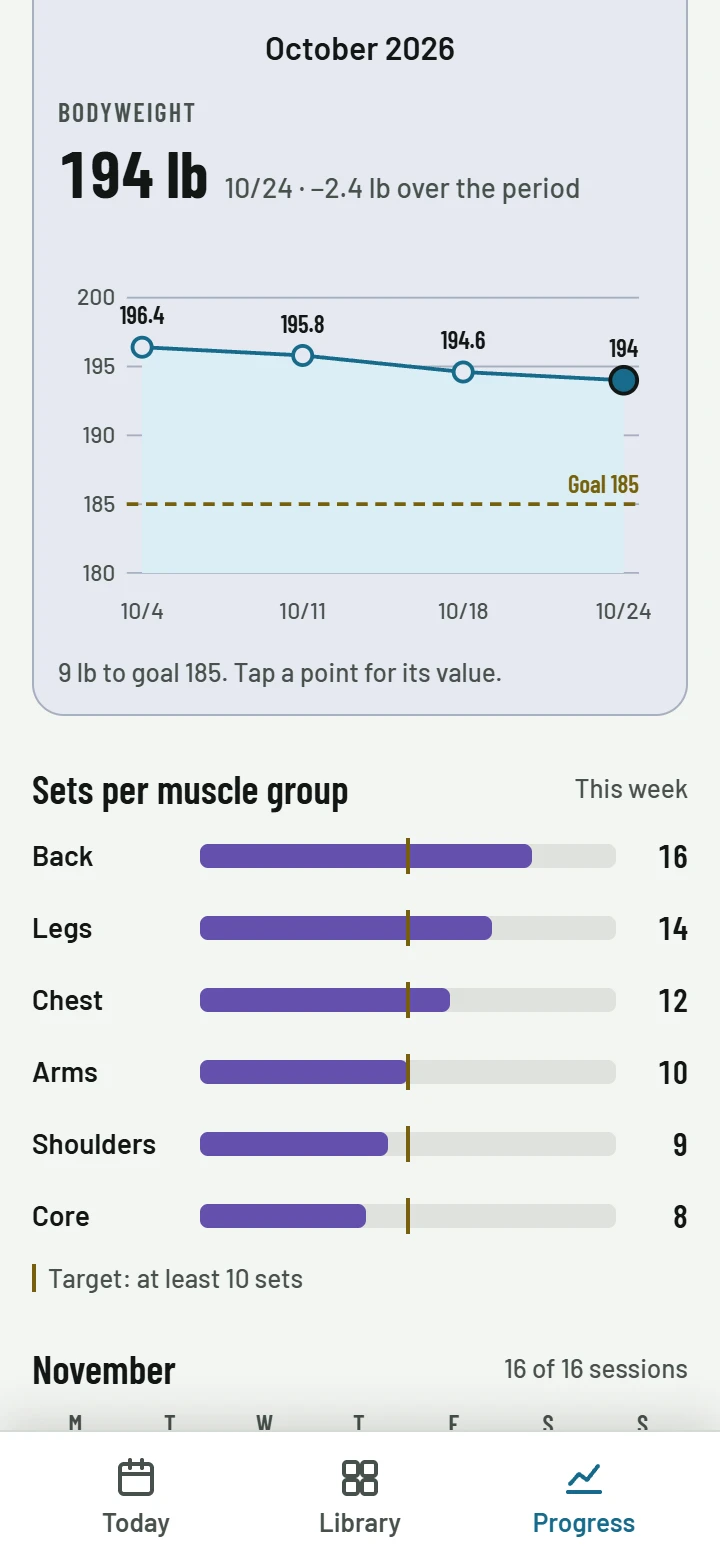 October 2026
BODYWEIGHT
194 lb 10/24 · −2.4 lb over the period
200
196.4
195.8
194.6
194
195
190
Goal 185
185
180
10/4 10/11 10/18 10/24
9 lb to goal 185. Tap a point for its value.
Sets per muscle group This week
Back 16
Legs 14
Chest 12
Arms 10
Shoulders 9
Core 8
Target: at least 10 sets
November 16 of 16 sessions
M T W T F S S
Today Library Progress